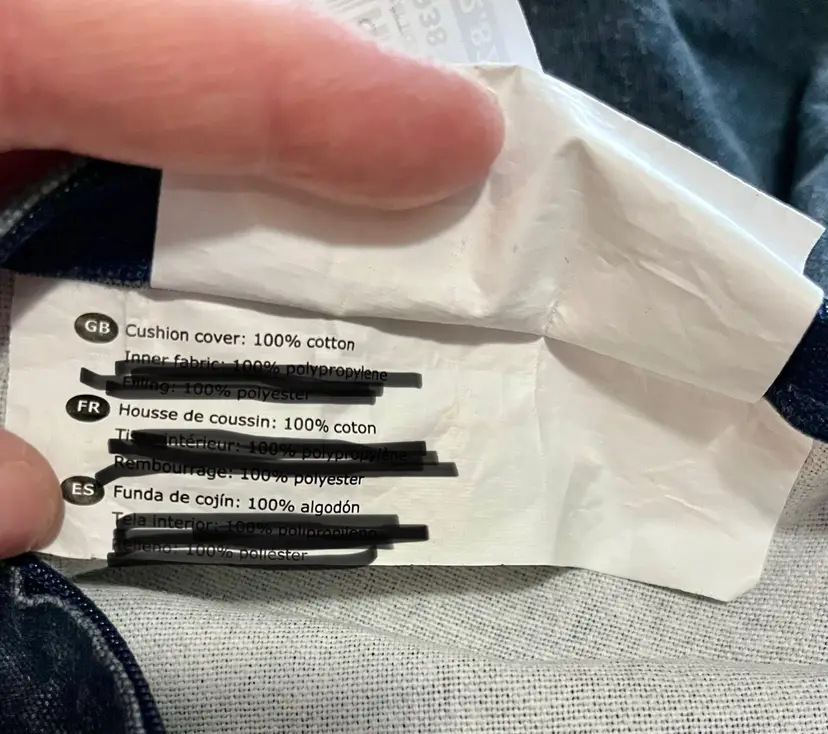 GB Cushion cover: 100% cotton
Inner fabric: 100% polypropylene
Filling: 100% polyester
FR Housse de coussin: 100% coton
intérieur: 100% polypropylène
Rembourrage: 100% polyester
ES Funda de cojín: 100% algodón
Tela interior: 100% polipropileno
100% poliéster